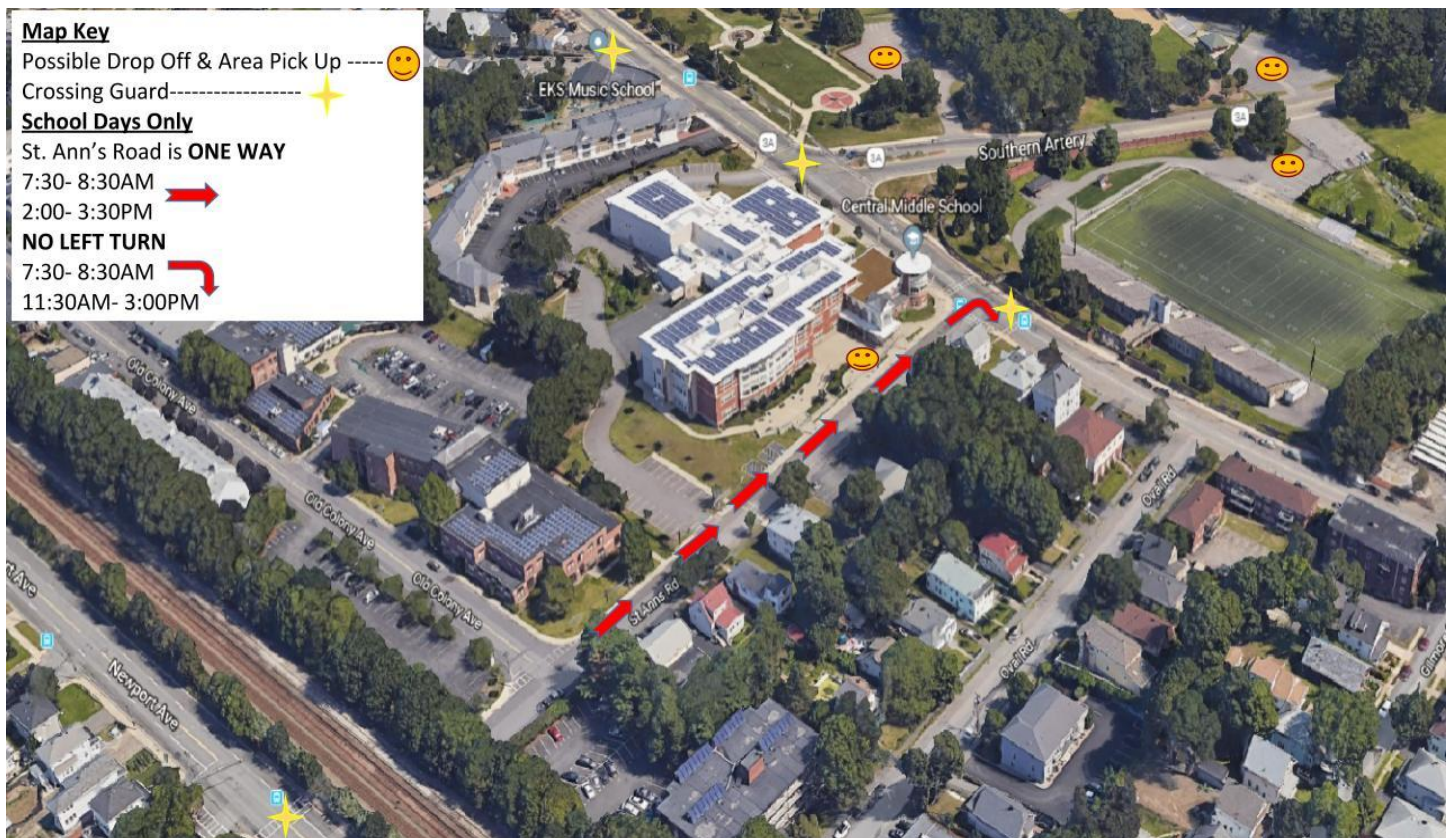 Map Key
Possible Drop Off & Area Pick Up -----
Crossing Guard------------------
School Days Only
St. Ann's Road is ONE WAY
7:30- 8:30AM
2:00- 3:30PM
NO LEFT TURN
7:30- 8:30AM
11:30AM- 3:00PM
EKS Music School
3A
3A
3A
Southern Artery
Central Middle School
Old Colony Ave
Old Colony Ave
Old Colony Ave
St Anns Rd
Oval Rd
Oval Rd
Newport Ave